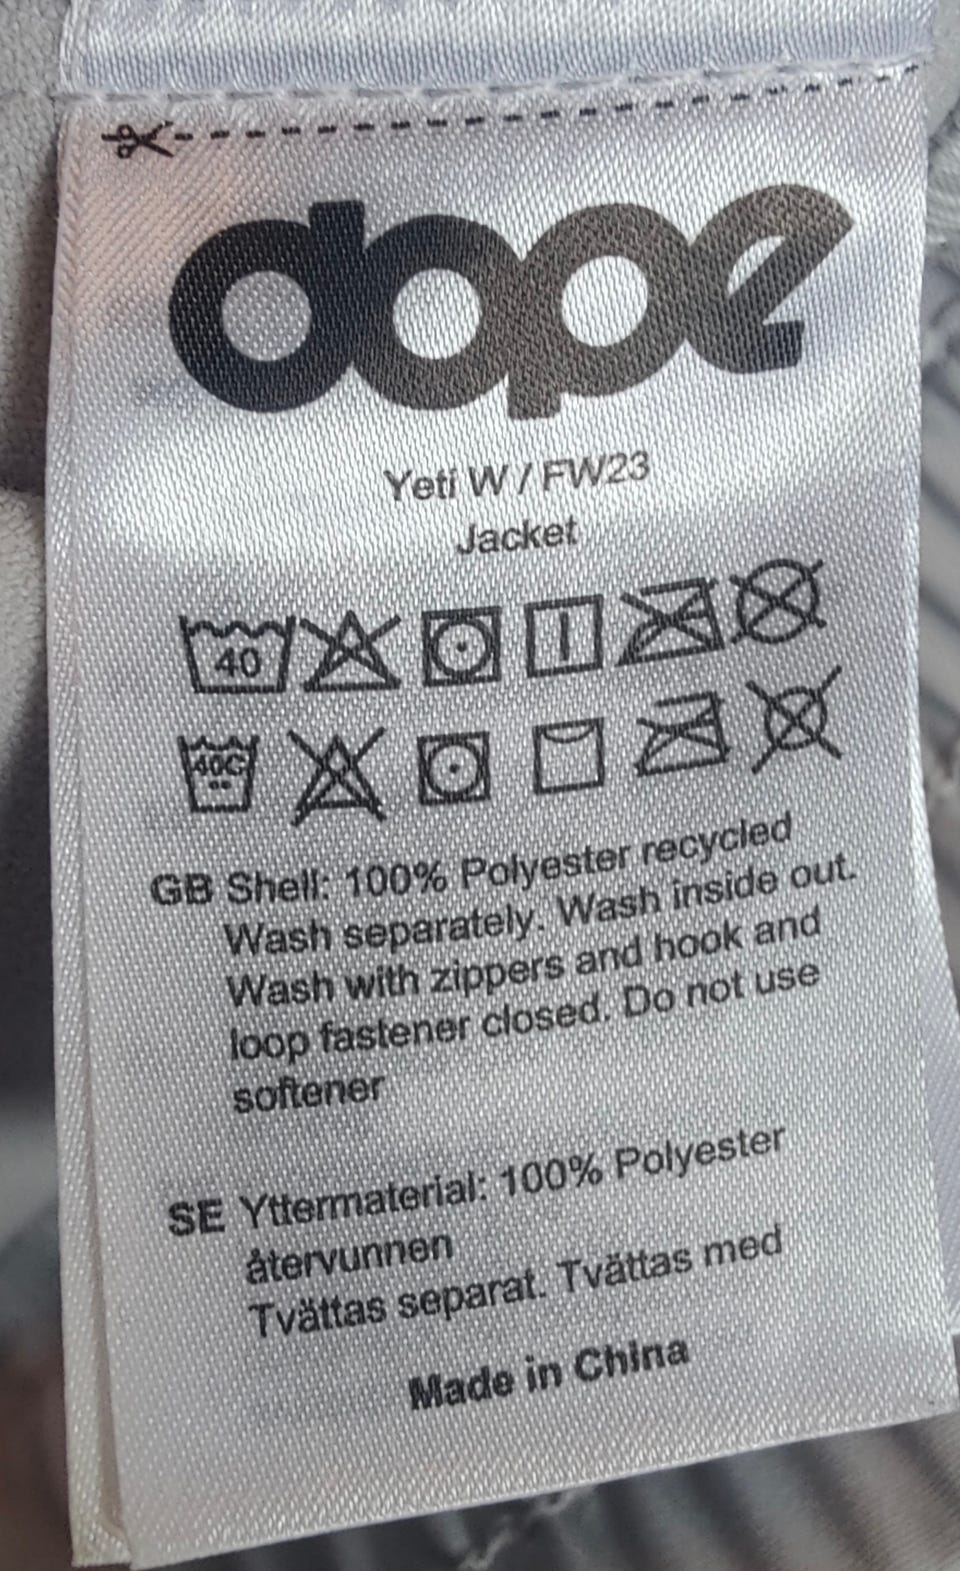 dope
Yeti W / FW23
Jacket
40
40C
GB Shell: 100% Polyester recycled
Wash separately. Wash inside out.
Wash with zippers and hook and
loop fastener closed. Do not use
softener
SE Yttermaterial: 100% Polyester
återvunnen
Tvättas separat. Tvättas med
Made in China